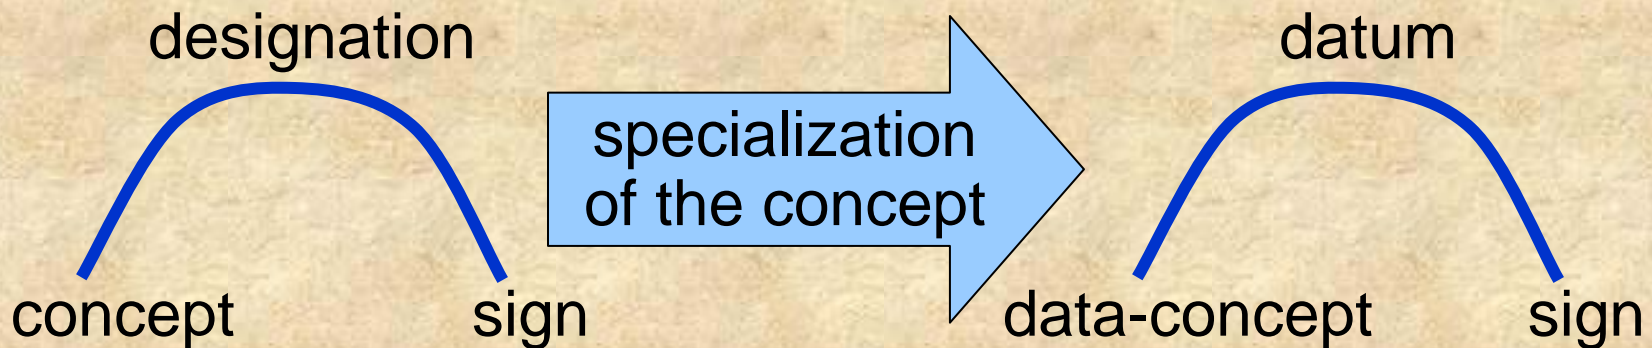 designation
concept
sign
specialization
of the concept
datum
data-concept
sign